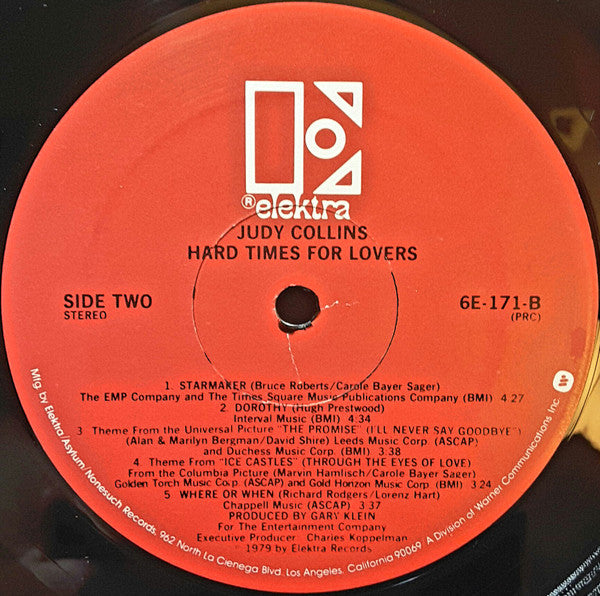 ® elektra
JUDY COLLINS
HARD TIMES FOR LOVERS
SIDE TWO
STEREO
6E-171-B
(PRC)
1. STARMAKER (Bruce Roberts/Carole Bayer Sager)
The EMP Company and The Times Square Music Publications Company (BMI) 4.27
2. DOROTHY (Hugh Prestwood)
Interval Music (BMI) 4:34
3 Theme From the Universal Picture "THE PROMISE" (I'LL NEVER SAY GOODBYE")
(Alan & Marilyn Bergman/David Shire) Leeds Music Corp. (ASCAP)
and Duchess Music Corp. (BMI) 3.38
4. Theme From "ICE CASTLES" (THROUGH THE EYES OF LOVE)
From the Columbia Picture (Marvin Hamlisch/Carole Bayer Sager)
Golden Torch Music Corp. (ASCAP) and Gold Honzon Music Corp. (BMI) 3:24
5 WHERE OR WHEN (Richard Rodgers/Lorenz Hart)
Chappell Music (ASCAP) 3.37
PRODUCED BY GARY KLEIN
For The Entertainment Company
Executive Producer: Charles Koppelman
© 1979 by Elektra Records
Mfg. by Elektra/Asylum/Nonesuch Records, 962 North La Cienega Blvd. Los Angeles, California 90069. A Division of Warner Communications Inc.